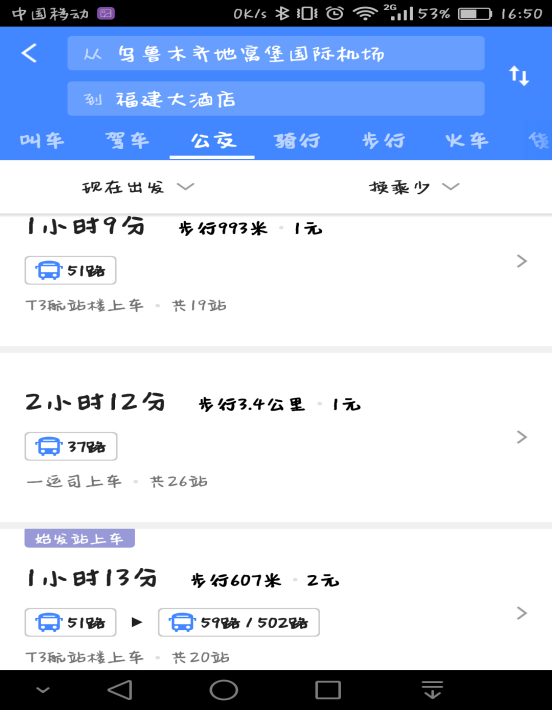 中国移动 0K/s 2G 53% 16:50
从 乌鲁木齐地窝堡国际机场
到 福建大酒店
叫车 驾车 公交 骑行 步行 火车 货
现在出发 换乘少
1小时9分 步行993米 · 1元
51路
T3航站楼上车 · 共19站
2小时12分 步行3.4公里 · 1元
37路
一运司上车 · 共26站
始发站上车
1小时13分 步行607米 · 2元
51路 ▶ 59路 / 502路
T3航站楼上车 · 共20站